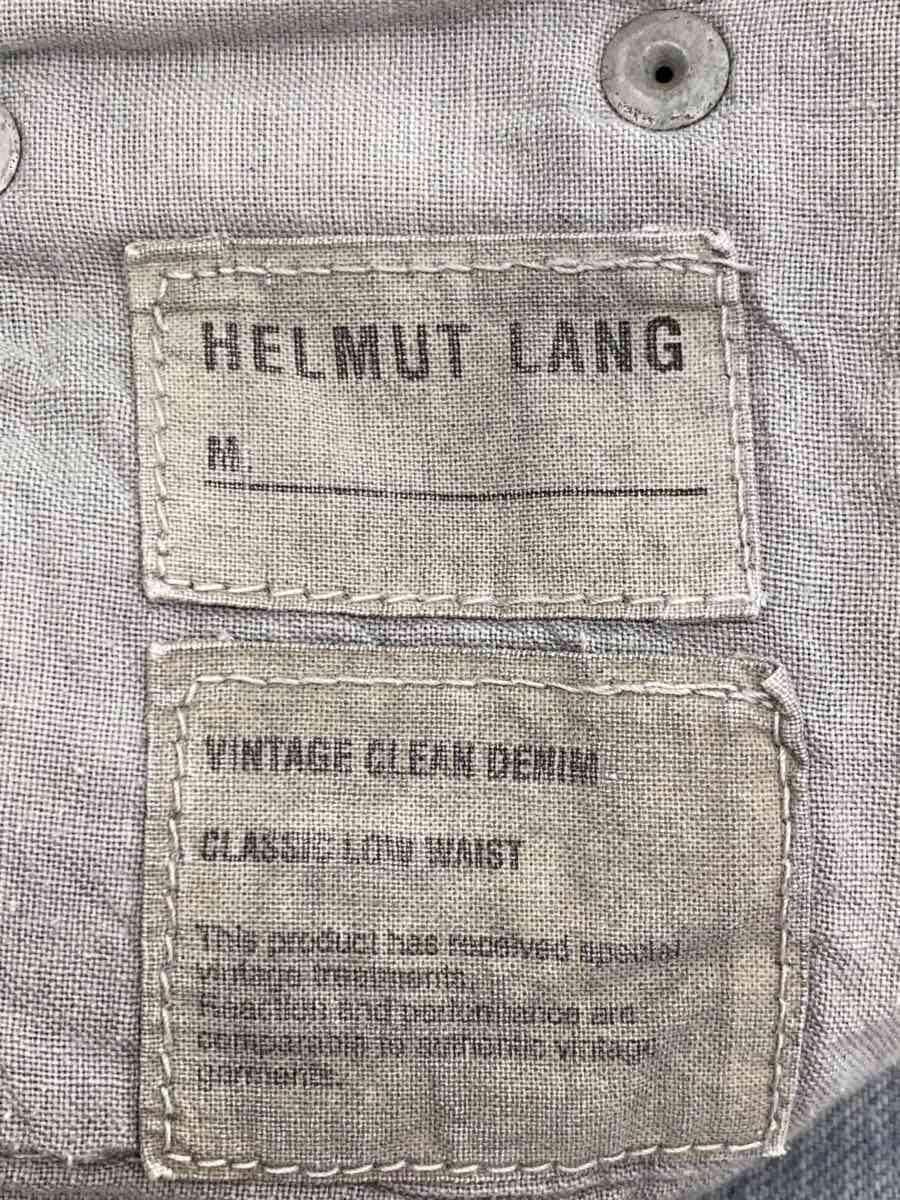 HELMUT LANG
M.
VINTAGE CLEAN DENIM
CLASSIC LOW WAIST
This product has received special
vintage treatments.
Reaction and performance are
comparable to authentic vintage
garments.